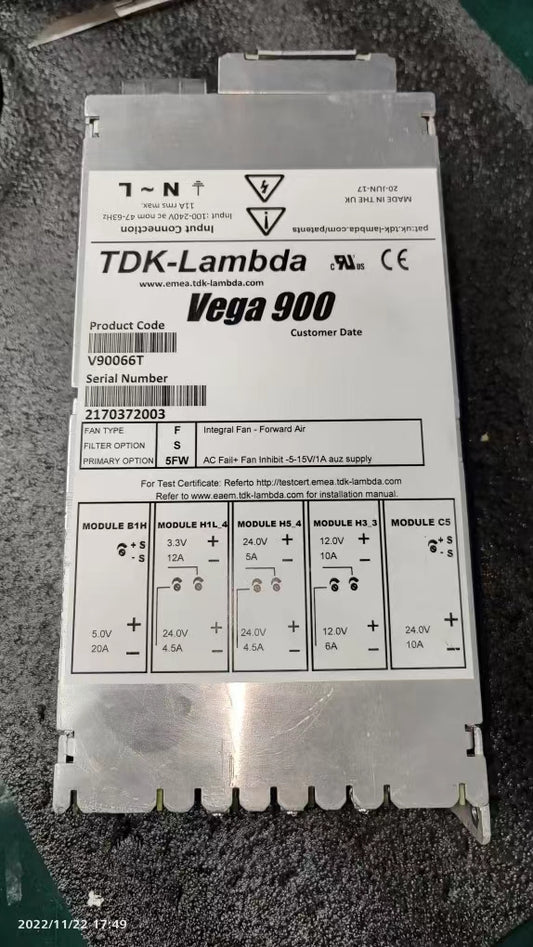 Input Connection
Input :100-240V ac nom 47-63Hz
11A rms max.
N ~ L
pat:uk.tdk-lambda.com/patents
MADE IN THE UK
20-JUN-17
TDK-Lambda
c RU us CE
www.emea.tdk-lambda.com
Vega 900
Product Code
Customer Date
V90066T
Serial Number
2170372003
FAN TYPE F Integral Fan - Forward Air
FILTER OPTION S
PRIMARY OPTION 5FW AC Fail+ Fan Inhibit -5-15V/1A auz supply
For Test Certificate: Referto http://testcert.emea.tdk-lambda.com
Refer to www.eaem.tdk-lambda.com for installation manual.
MODULE B1H
+ S
- S
5.0V +
20A -
MODULE H1L_4
3.3V +
12A -
24.0V +
4.5A -
MODULE H5_4
24.0V +
5A -
24.0V +
4.5A -
MODULE H3_3
12.0V +
10A -
12.0V +
6A -
MODULE C5
+ S
- S
24.0V +
10A -
2022/11/22 17:49